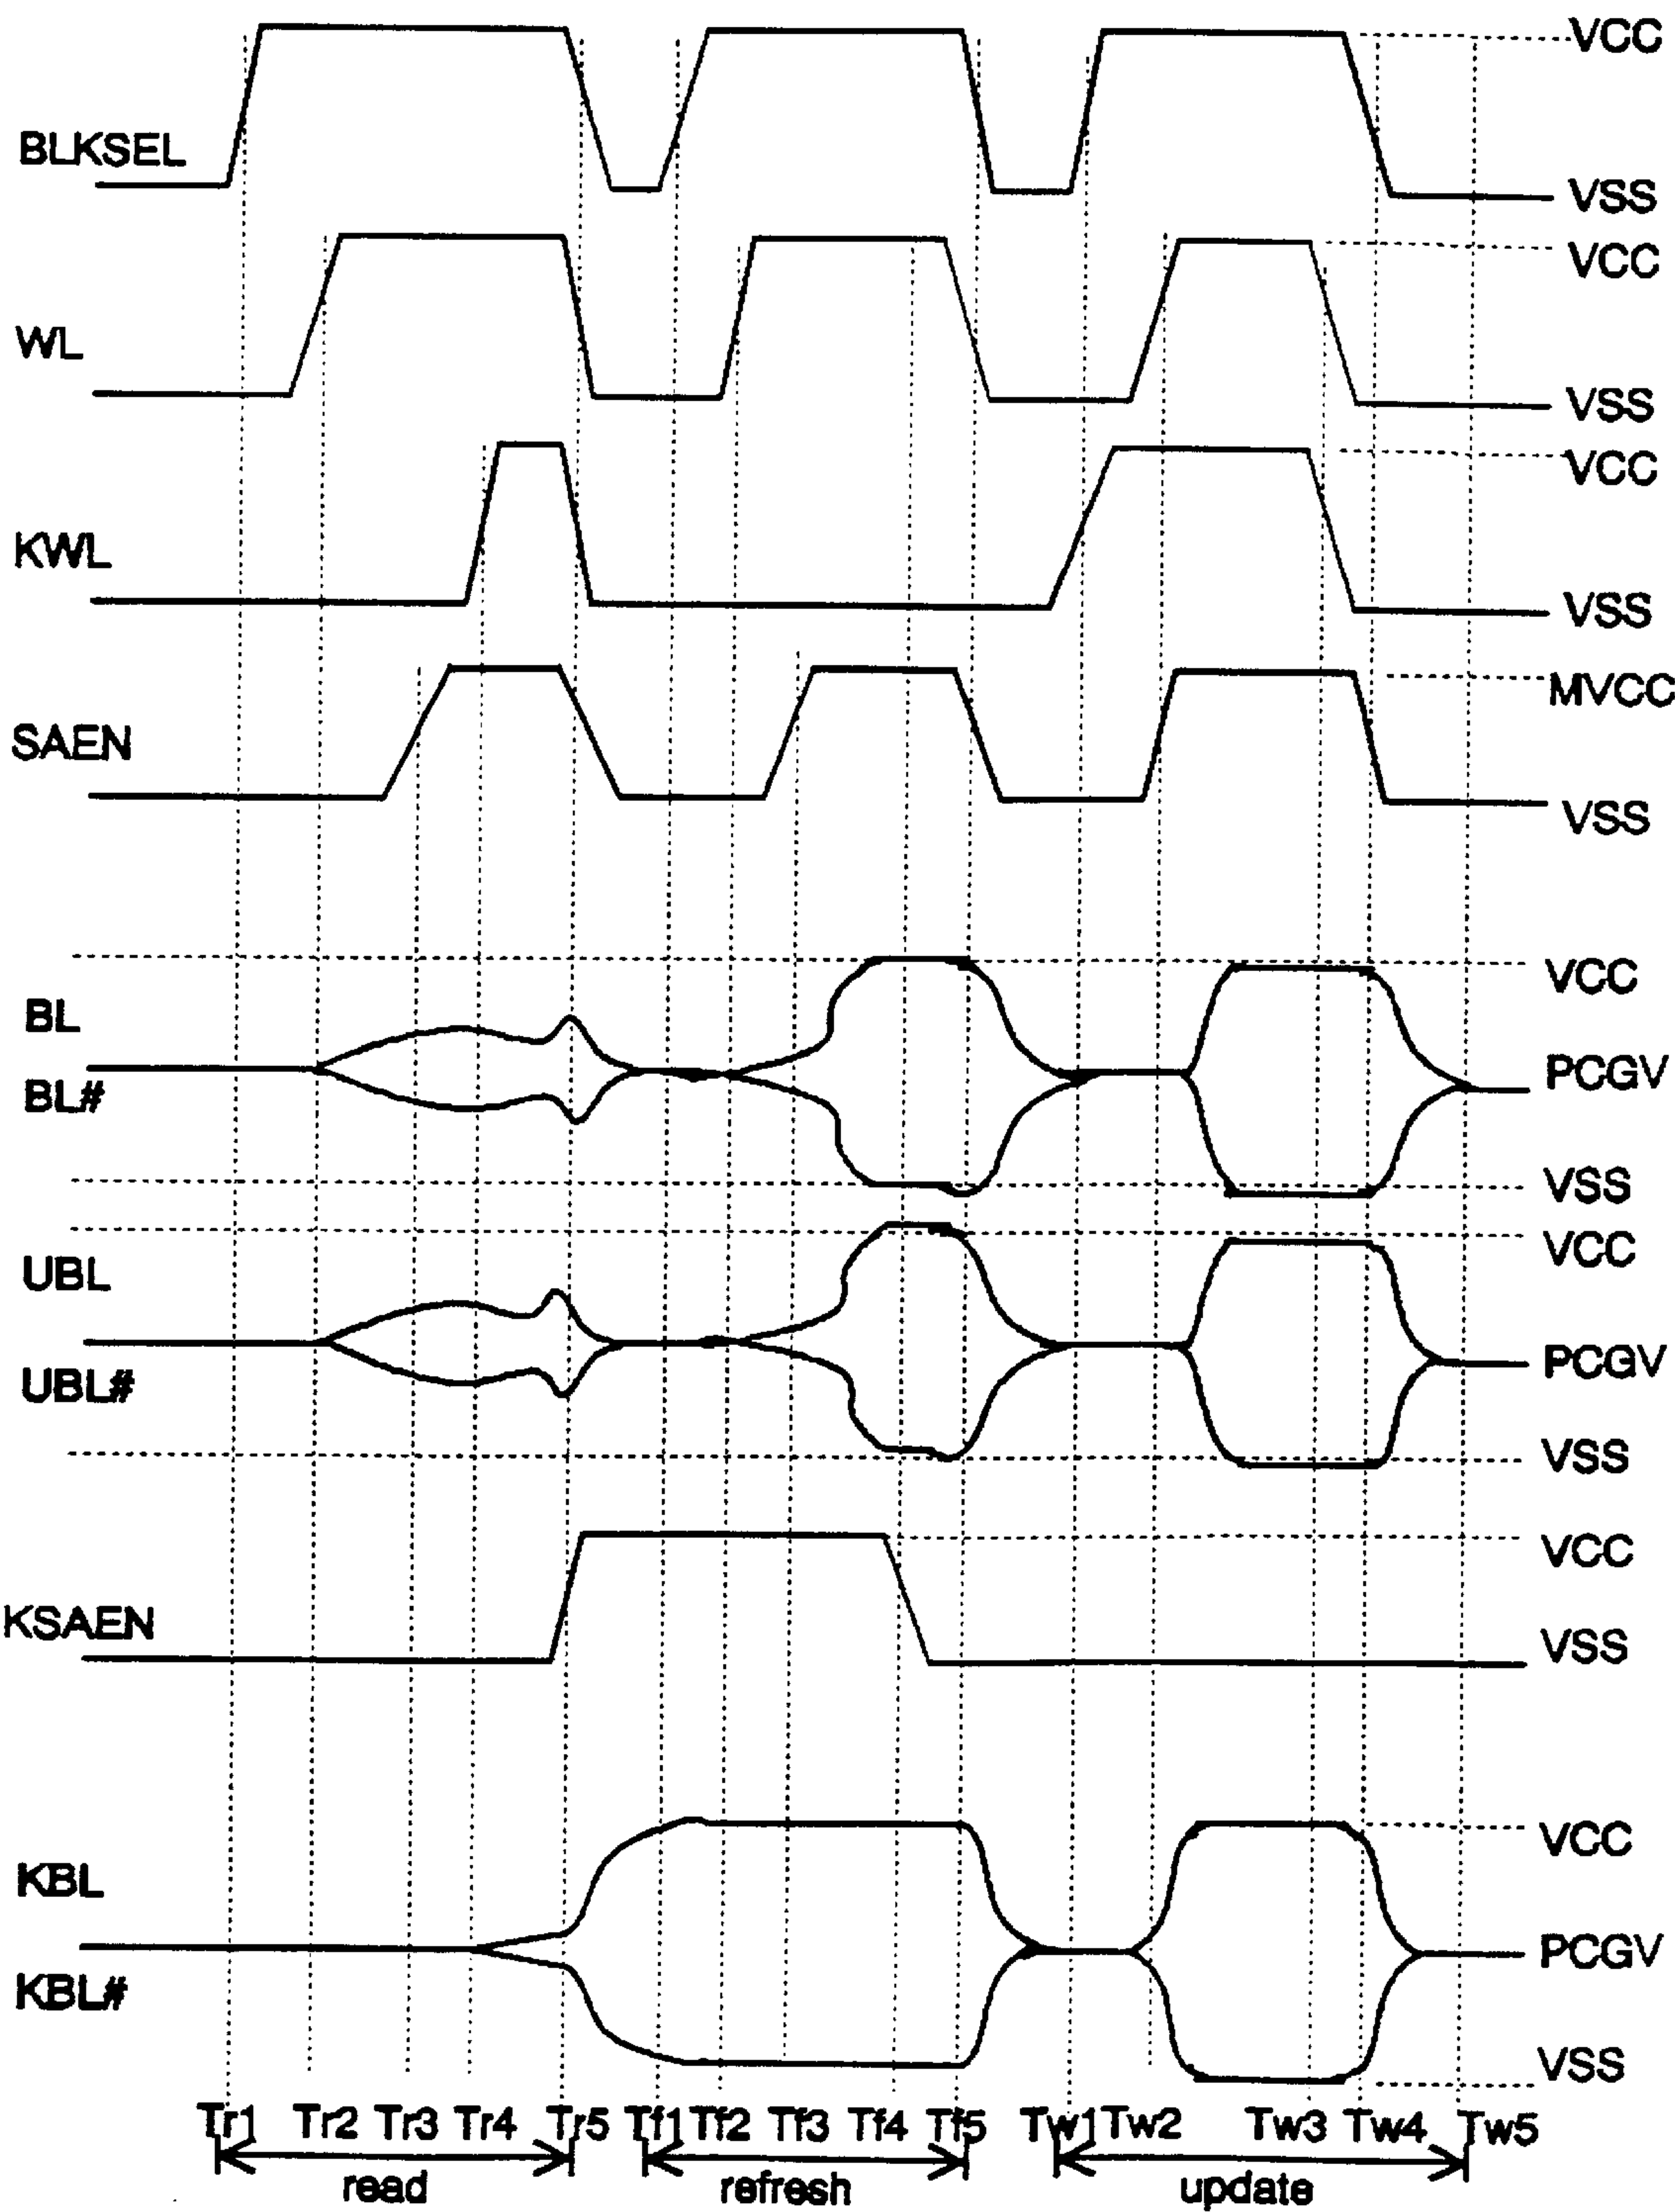 VCC
BLKSEL
VSS
VCC
WL
VSS
VCC
KWL
VSS
MVCC
SAEN
VSS
VCC
BL
PCGV
BL#
VSS
VCC
UBL
PCGV
UBL#
VSS
VCC
KSAEN
VSS
VCC
KBL
PCGV
KBL#
VSS
Tr1 Tr2 Tr3 Tr4 Tr5 Tf1 Tf2 Tf3 Tf4 Tf5 Tw1 Tw2 Tw3 Tw4 Tw5
read refresh update